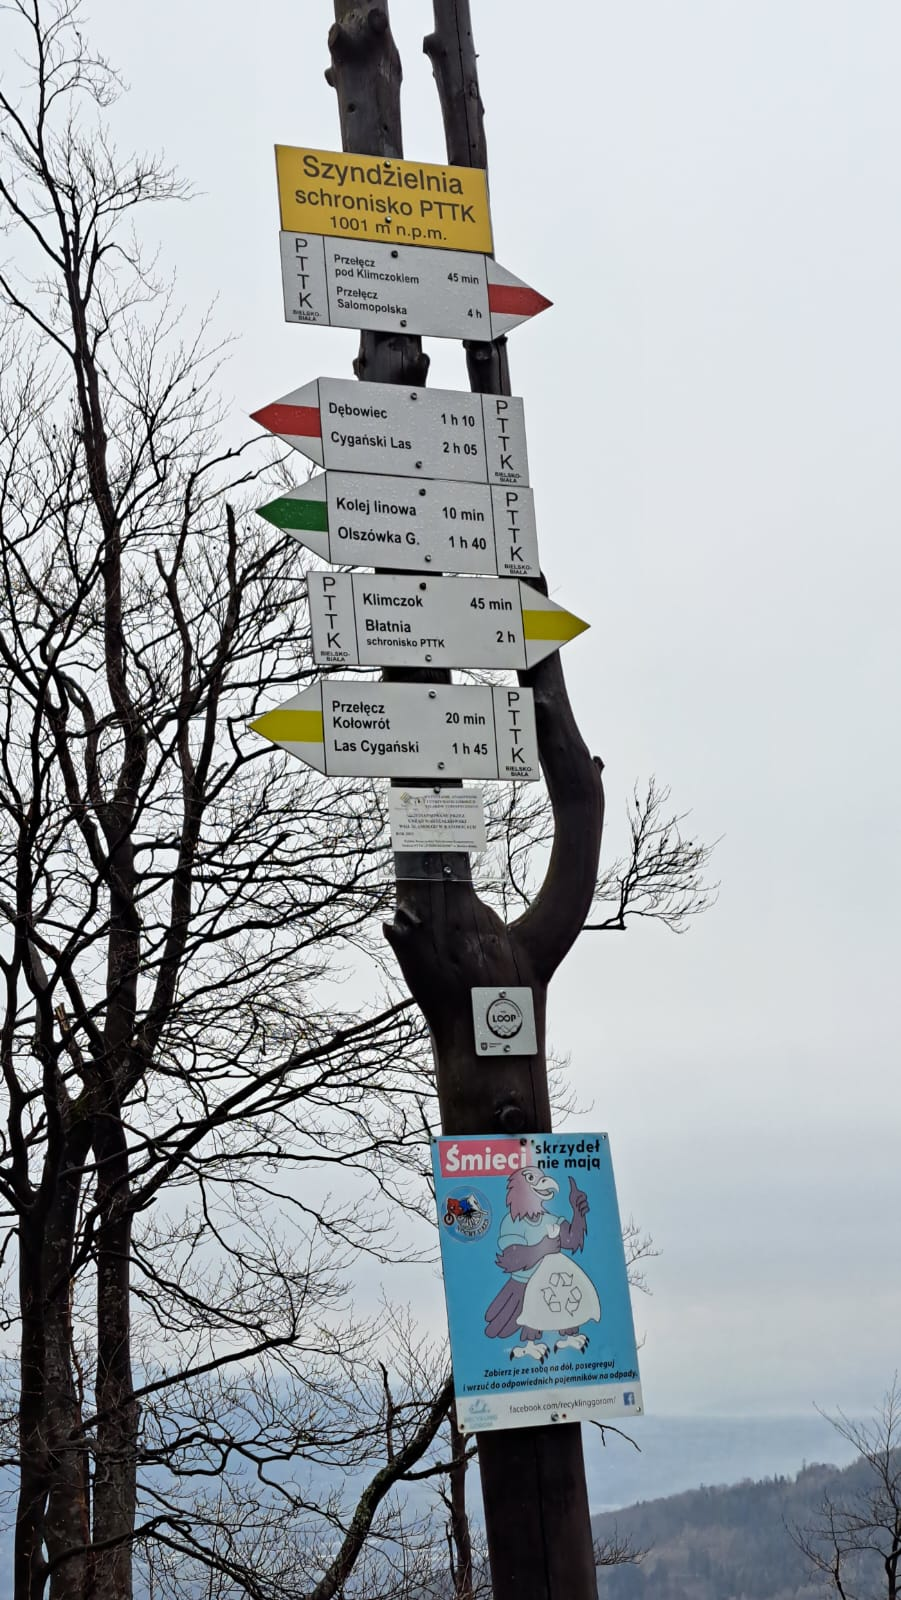 Szyndzielnia
schronisko PTTK
1001 m n.p.m.
PTTK
BIELSKO-
BIAŁA
Przełęcz
pod Klimczokiem 45 min
Przełęcz
Salomopolska 4 h
Dębowiec 1 h 10
Cygański Las 2 h 05
PTTK
BIELSKO-
BIAŁA
Kolej linowa 10 min
Olszówka G. 1 h 40
PTTK
BIELSKO-
BIAŁA
PTTK
BIELSKO-
BIAŁA
Klimczok 45 min
Błatnia 2 h
schronisko PTTK
Przełęcz
Kołowrót 20 min
Las Cygański 1 h 45
PTTK
BIELSKO-
BIAŁA
LOOP
Śmieci skrzydeł
nie mają
Zabierz je ze sobą na dół, posegreguj
i wrzuć do odpowiednich pojemników na odpady.
facebook.com/recyklinggorom/